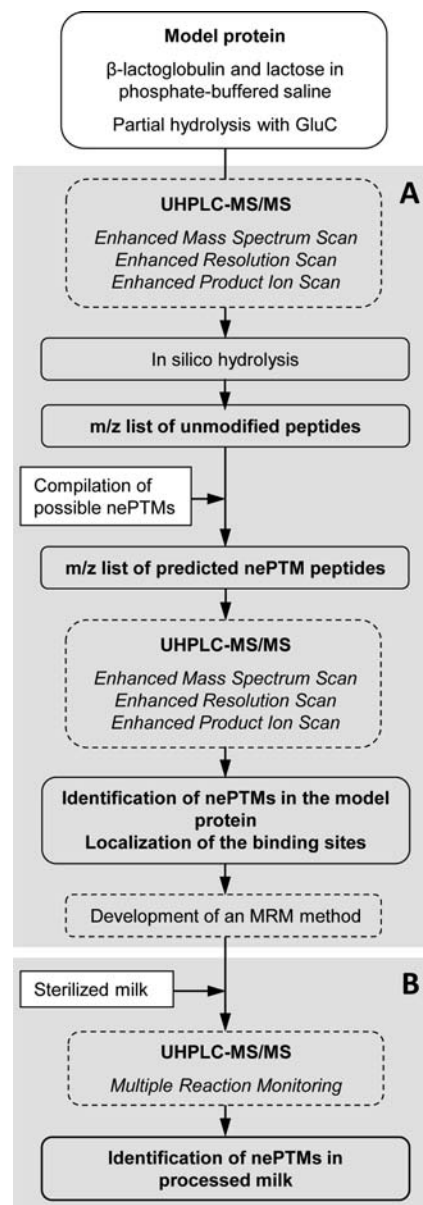 Model protein
β-lactoglobulin and lactose in
phosphate-buffered saline
Partial hydrolysis with GluC
A
UHPLC-MS/MS
Enhanced Mass Spectrum Scan
Enhanced Resolution Scan
Enhanced Product Ion Scan
In silico hydrolysis
m/z list of unmodified peptides
Compilation of
possible nePTMs
m/z list of predicted nePTM peptides
UHPLC-MS/MS
Enhanced Mass Spectrum Scan
Enhanced Resolution Scan
Enhanced Product Ion Scan
Identification of nePTMs in the model
protein
Localization of the binding sites
Development of an MRM method
B
Sterilized milk
UHPLC-MS/MS
Multiple Reaction Monitoring
Identification of nePTMs in
processed milk